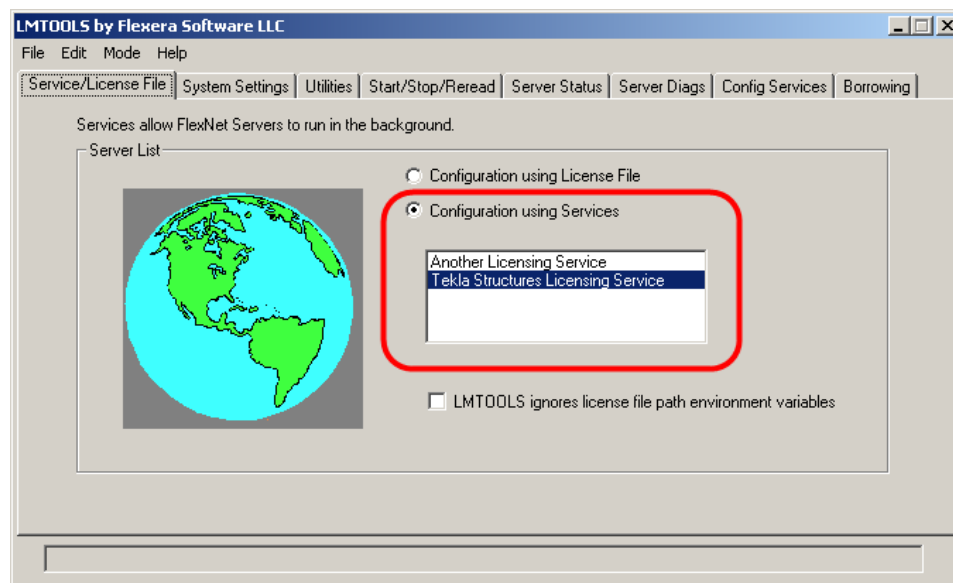 LMTOOLS by Flexera Software LLC
File Edit Mode Help
Service/License File System Settings Utilities Start/Stop/Reread Server Status Server Diags Config Services Borrowing
Services allow FlexNet Servers to run in the background.
Server List
Configuration using License File
Configuration using Services
Another Licensing Service
Tekla Structures Licensing Service
LMTOOLS ignores license file path environment variables